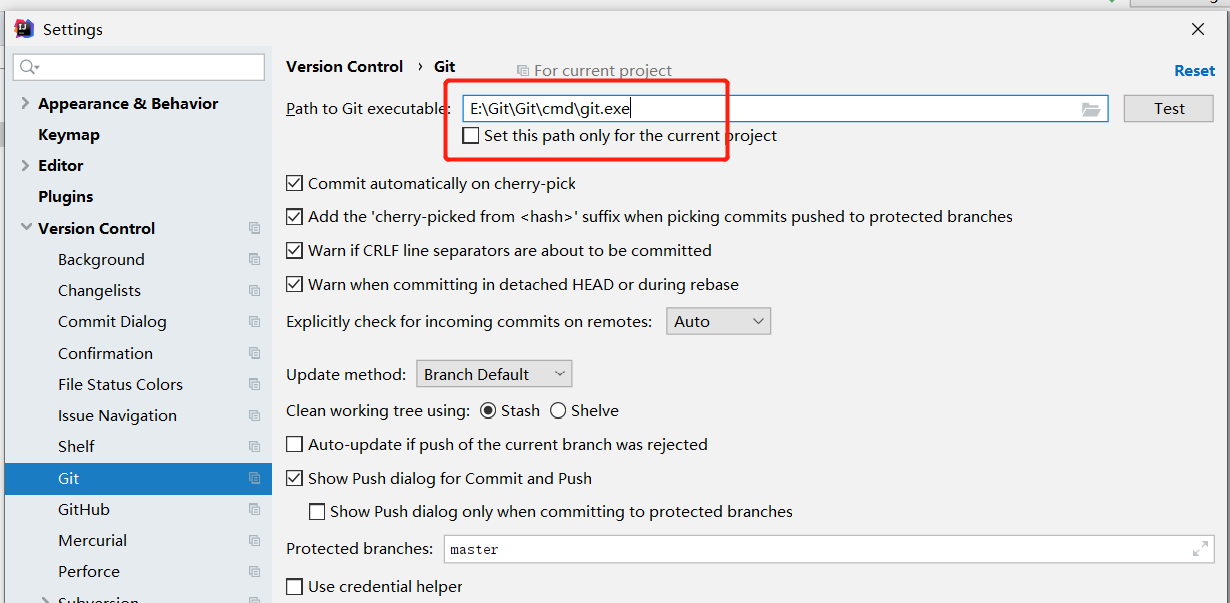 Settings
Version Control › Git
For current project
Reset
Path to Git executable: E:\Git\Git\cmd\git.exe
Test
Set this path only for the current project
Appearance & Behavior
Keymap
Editor
Plugins
Version Control
Background
Changelists
Commit Dialog
Confirmation
File Status Colors
Issue Navigation
Shelf
Git
GitHub
Mercurial
Perforce
Subversion
Commit automatically on cherry-pick
Add the 'cherry-picked from <hash>' suffix when picking commits pushed to protected branches
Warn if CRLF line separators are about to be committed
Warn when committing in detached HEAD or during rebase
Explicitly check for incoming commits on remotes: Auto
Update method: Branch Default
Clean working tree using: Stash Shelve
Auto-update if push of the current branch was rejected
Show Push dialog for Commit and Push
Show Push dialog only when committing to protected branches
Protected branches: master
Use credential helper